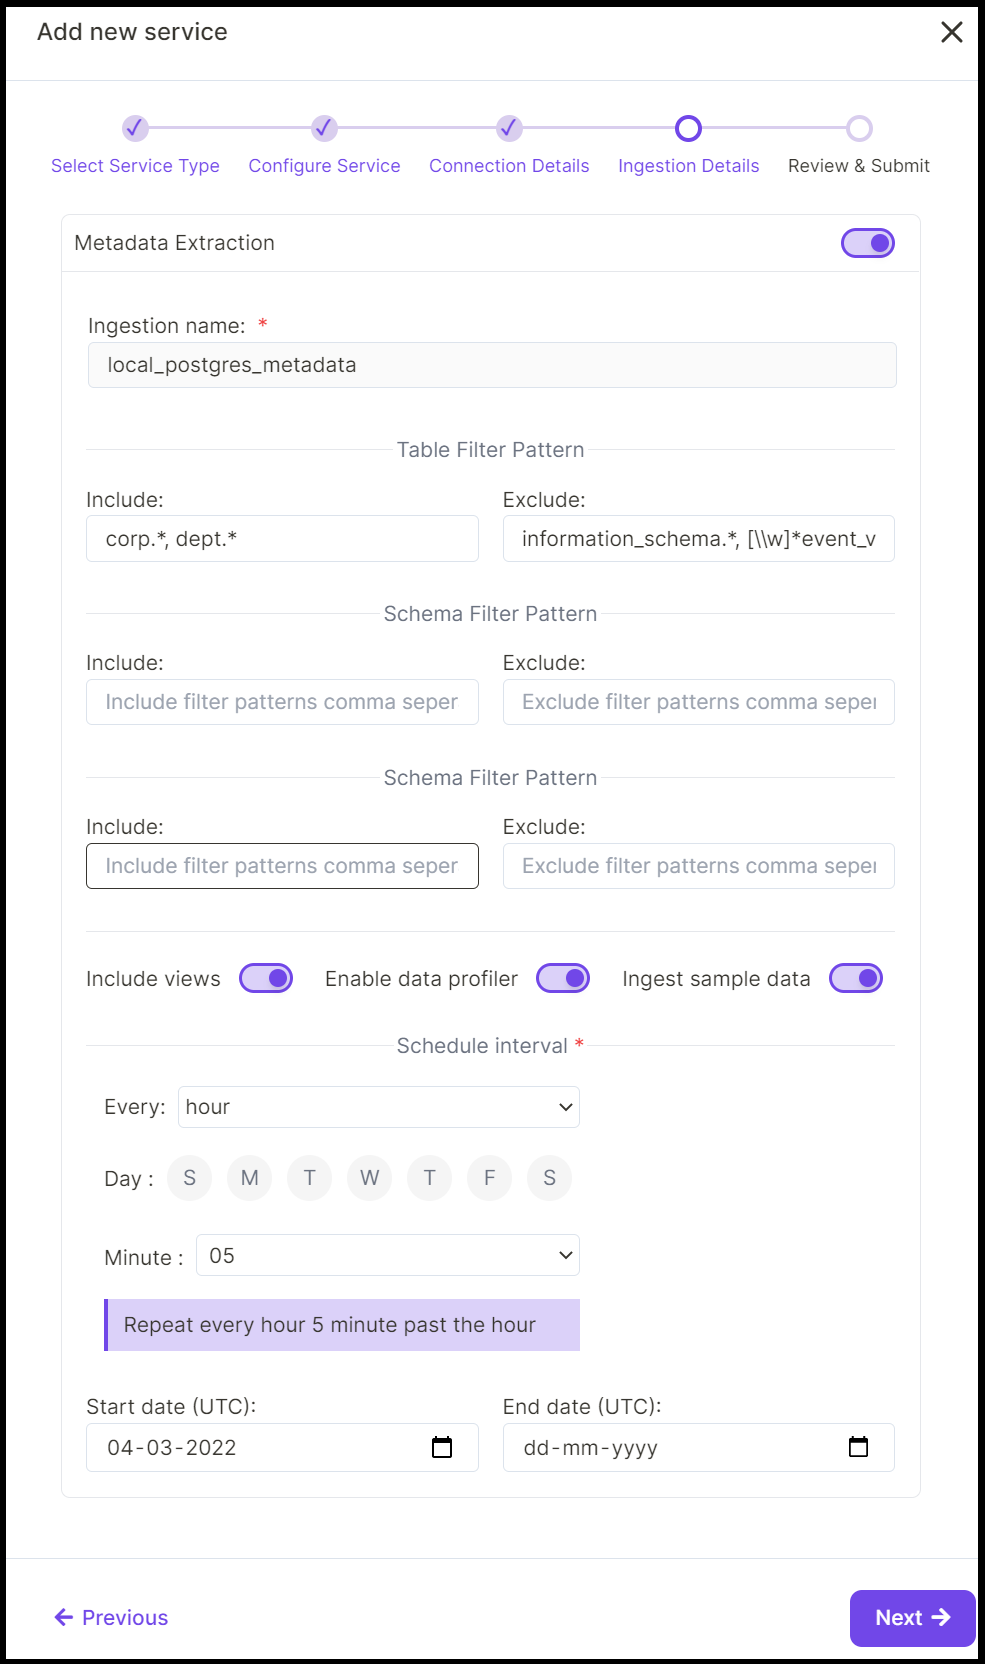 Add new service
Select Service Type Configure Service Connection Details Ingestion Details Review & Submit
Metadata Extraction
Ingestion name: *
local_postgres_metadata
Table Filter Pattern
Include: Exclude:
corp.*, dept.* information_schema.*, [\\w]*event_v
Schema Filter Pattern
Include: Exclude:
Include filter patterns comma seper Exclude filter patterns comma seper
Schema Filter Pattern
Include: Exclude:
Include filter patterns comma seper Exclude filter patterns comma seper
Include views Enable data profiler Ingest sample data
Schedule interval *
Every: hour
Day : S M T W T F S
Minute : 05
Repeat every hour 5 minute past the hour
Start date (UTC): End date (UTC):
04-03-2022 dd-mm-yyyy
Previous Next